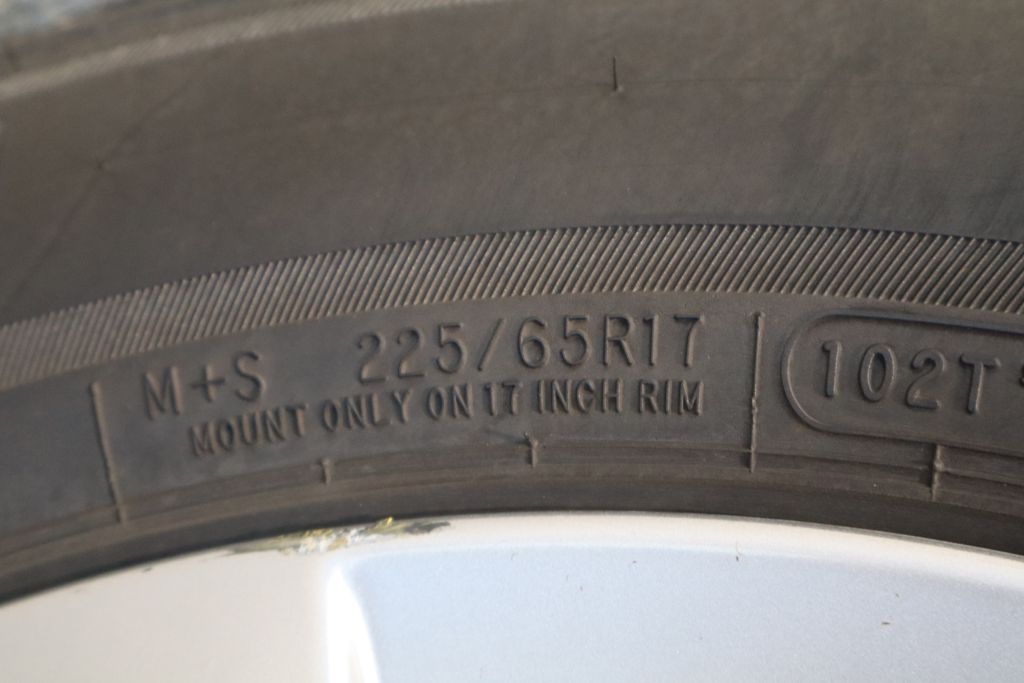 M+S 225/65R17
MOUNT ONLY ON 17 INCH RIM
102T